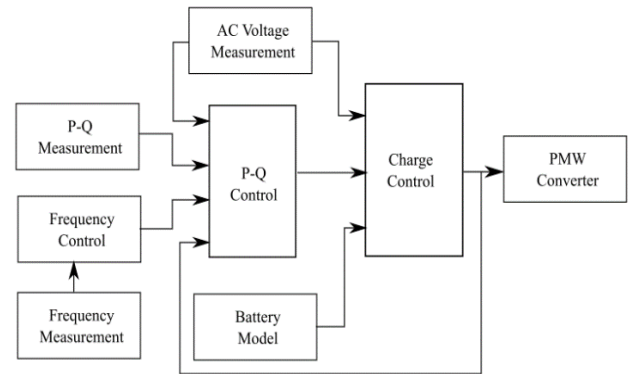 AC Voltage
Measurement
P-Q
Measurement
P-Q
Control
Charge
Control
PMW
Converter
Frequency
Control
Frequency
Measurement
Battery
Model